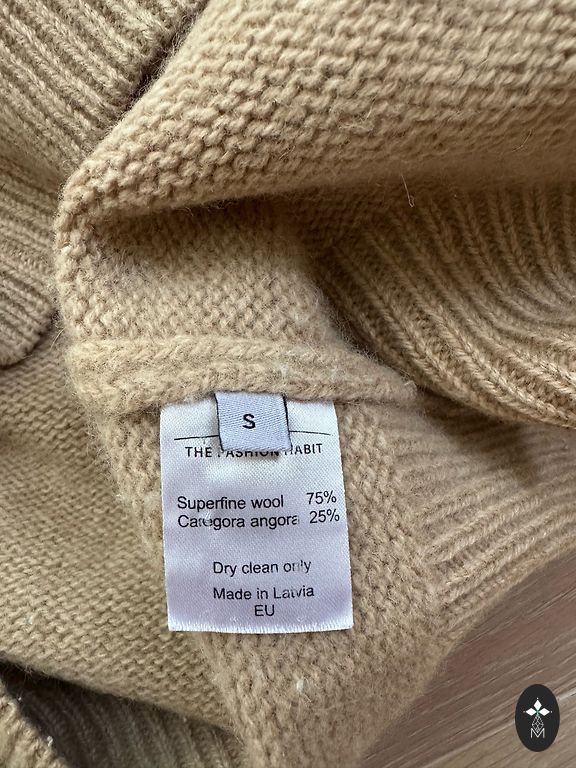 S
THE FASHION HABIT
Superfine wool 75%
Caregora angora 25%
Dry clean only
Made in Latvia
EU
M